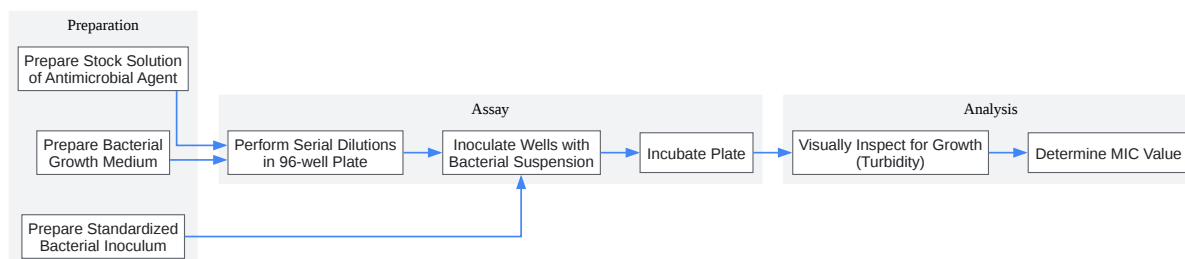 Preparation
Prepare Stock Solution
of Antimicrobial Agent
Prepare Bacterial
Growth Medium
Prepare Standardized
Bacterial Inoculum
Assay
Perform Serial Dilutions
in 96-well Plate
Inoculate Wells with
Bacterial Suspension
Incubate Plate
Analysis
Visually Inspect for Growth
(Turbidity)
Determine MIC Value